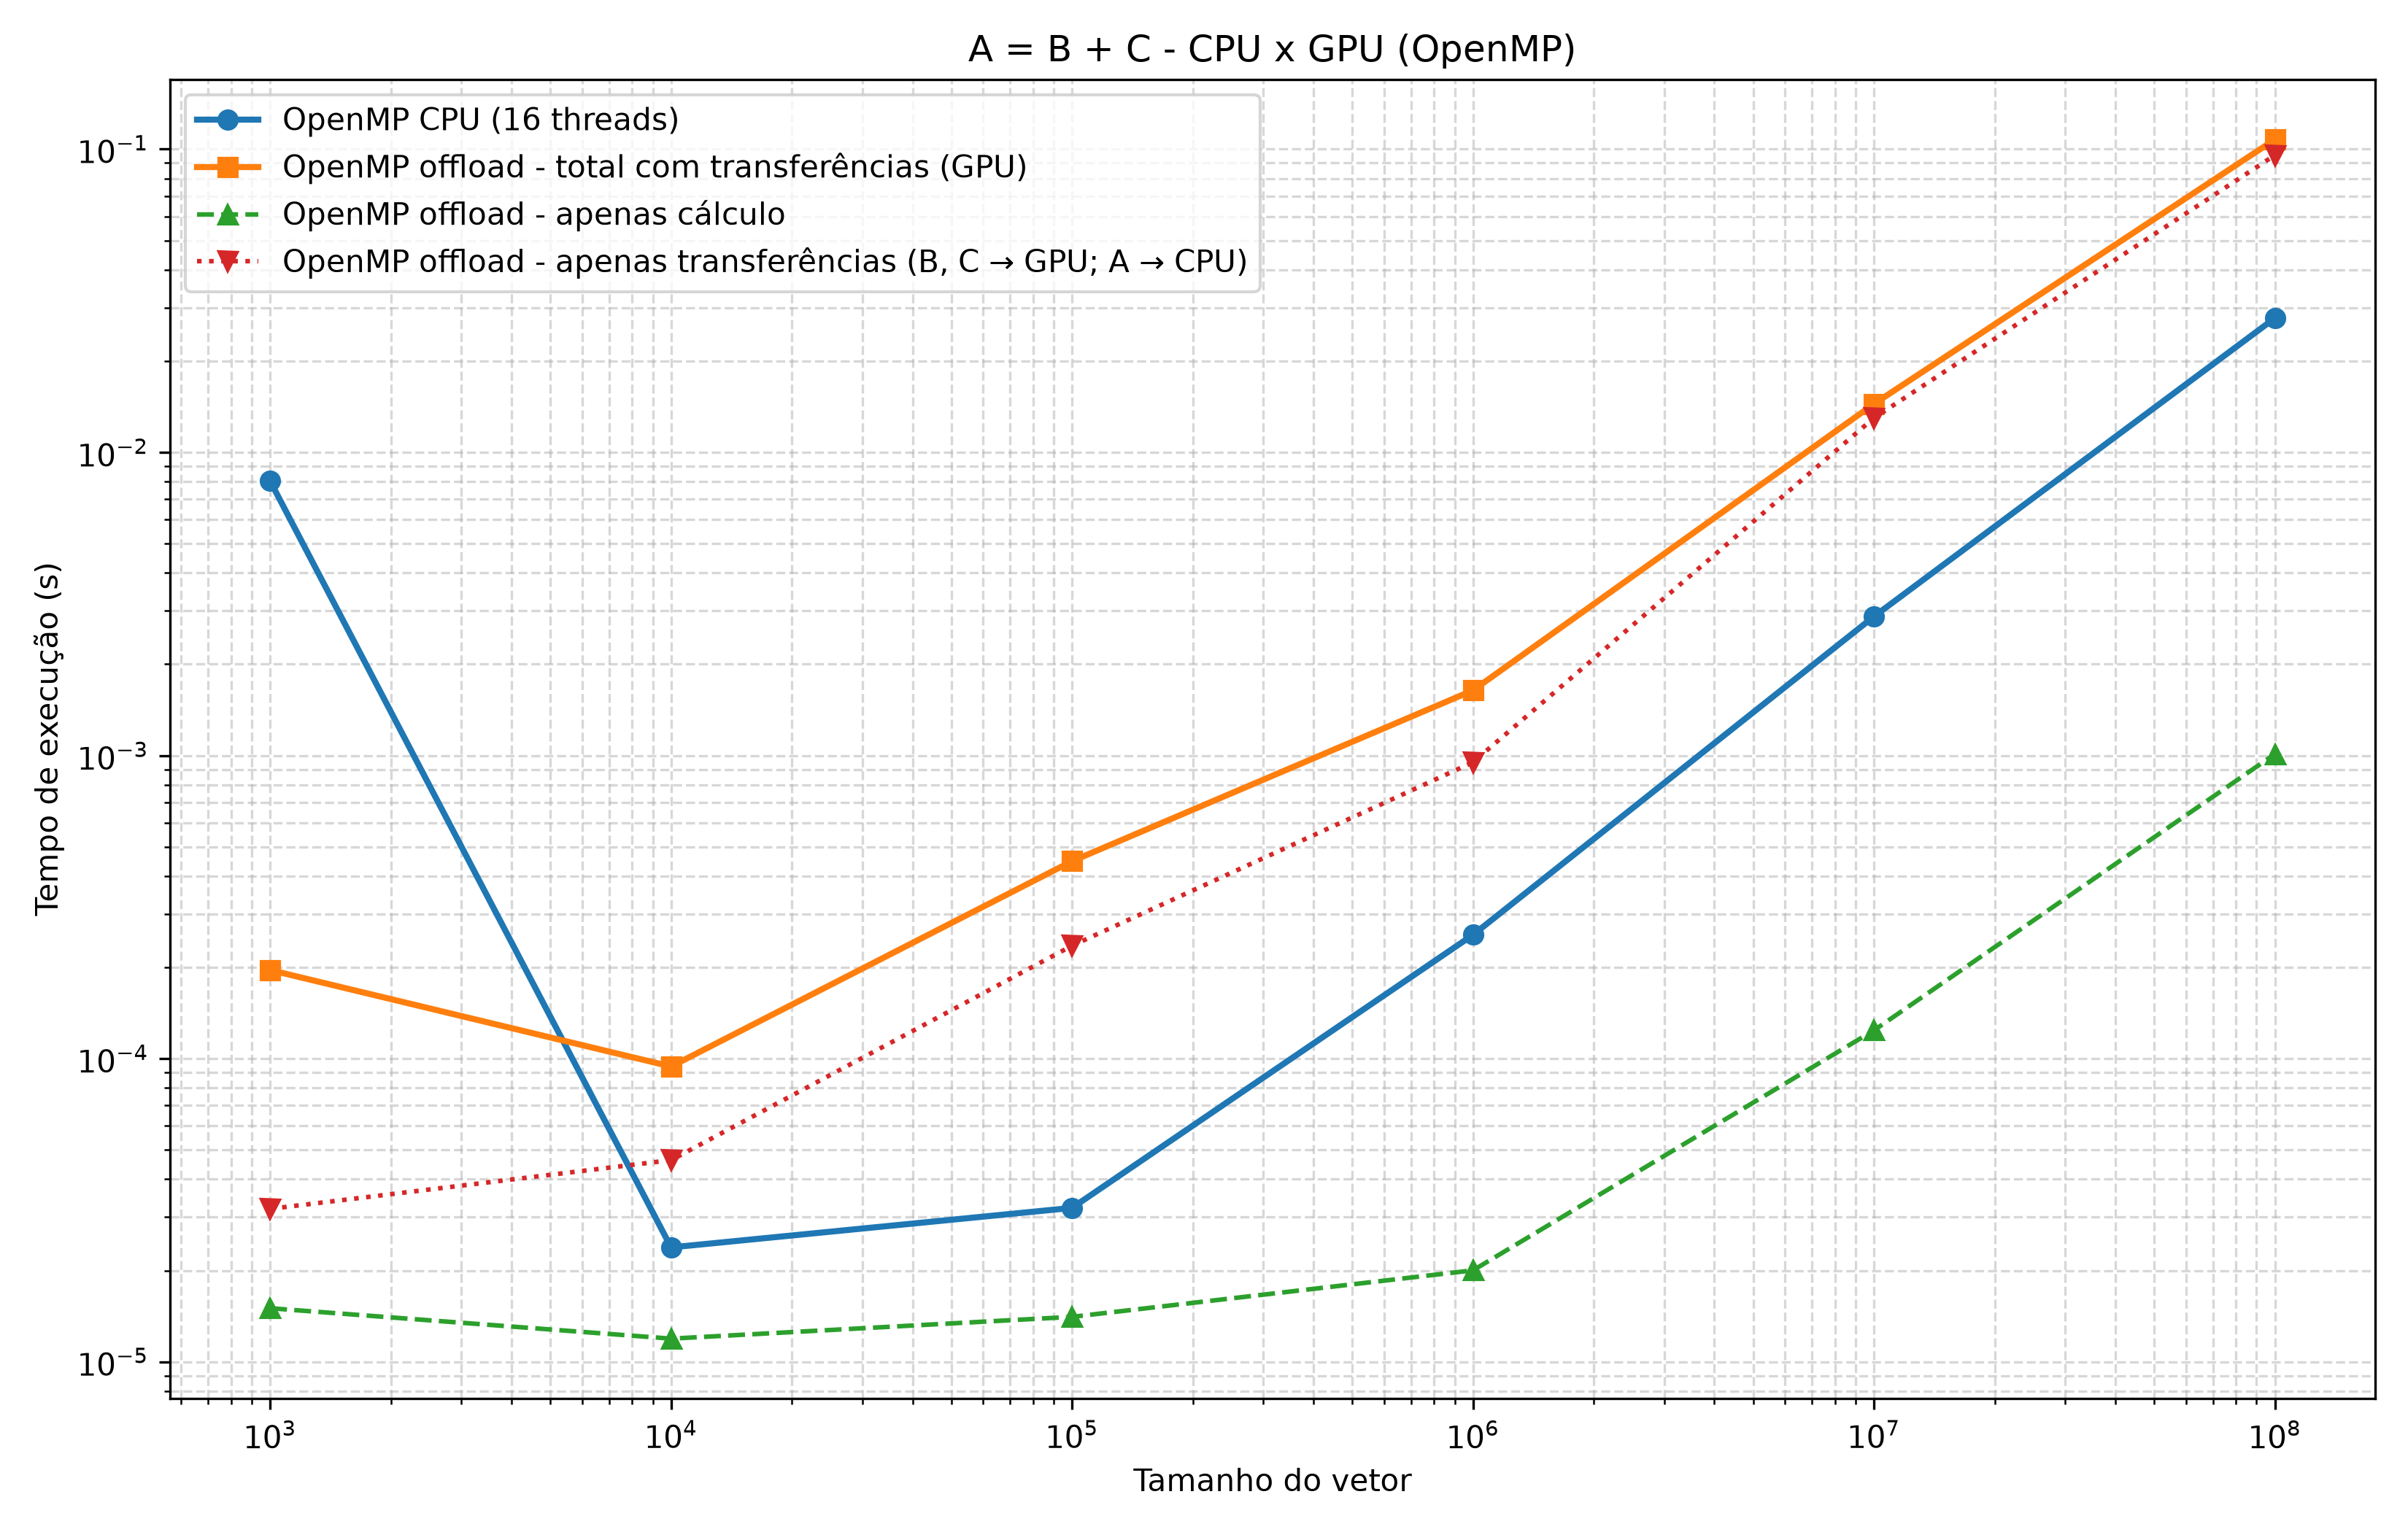 A = B + C - CPU x GPU (OpenMP)
OpenMP CPU (16 threads)
OpenMP offload - total com transferências (GPU)
OpenMP offload - apenas cálculo
OpenMP offload - apenas transferências (B, C → GPU; A → CPU)
Tempo de execução (s)
10⁻¹
10⁻²
10⁻³
10⁻⁴
10⁻⁵
10³ 10⁴ 10⁵ 10⁶ 10⁷ 10⁸
Tamanho do vetor